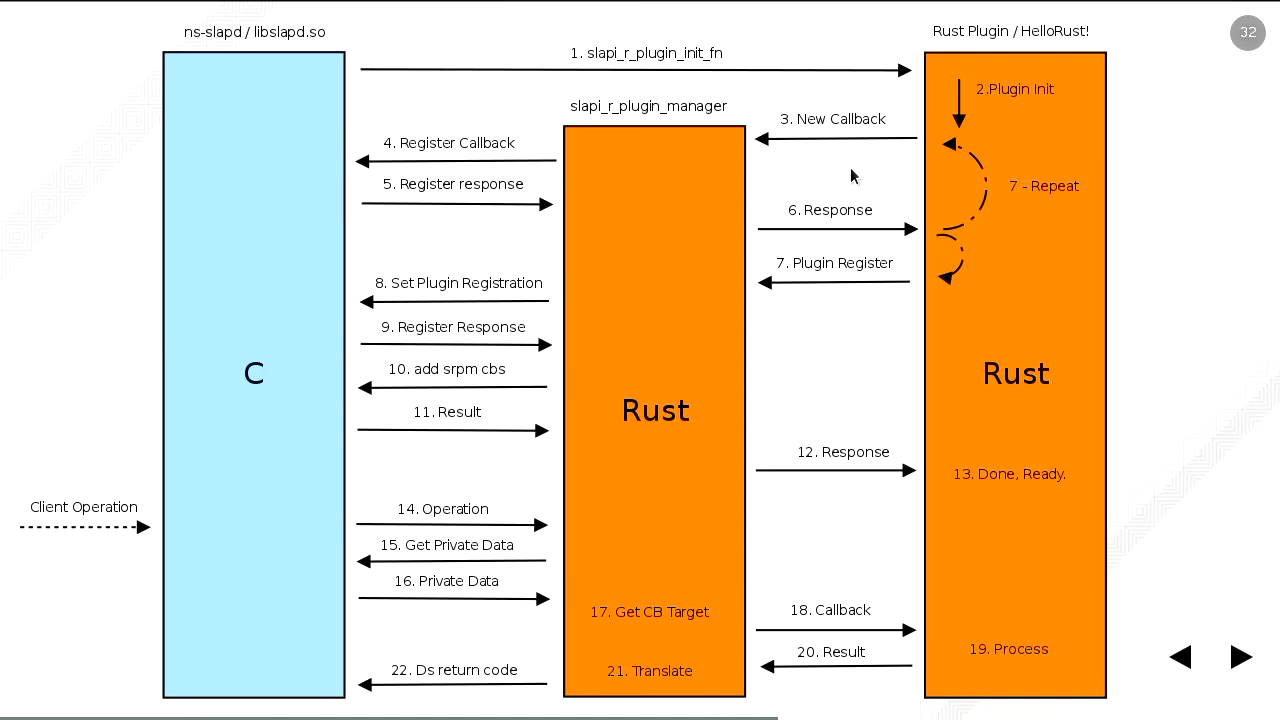 ns-slapd / libslapd.so
Rust Plugin / HelloRust!
32
1. slapi_r_plugin_init_fn
2.Plugin Init
slapi_r_plugin_manager
3. New Callback
4. Register Callback
5. Register response
7 - Repeat
6. Response
7. Plugin Register
8. Set Plugin Registration
9. Register Response
10. add srpm cbs
C
Rust
11. Result
Rust
12. Response
13. Done, Ready.
Client Operation
14. Operation
15. Get Private Data
16. Private Data
17. Get CB Target
18. Callback
19. Process
20. Result
21. Translate
22. Ds return code